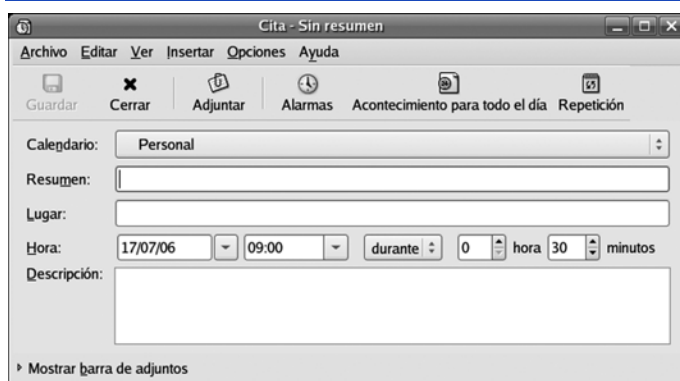 Cita - Sin resumen
Archivo Editar Ver Insertar Opciones Ayuda
Guardar Cerrar Adjuntar Alarmas Acontecimiento para todo el día Repetición
Calendario: Personal
Resumen:
Lugar:
Hora: 17/07/06 09:00 durante 0 hora 30 minutos
Descripción:
Mostrar barra de adjuntos